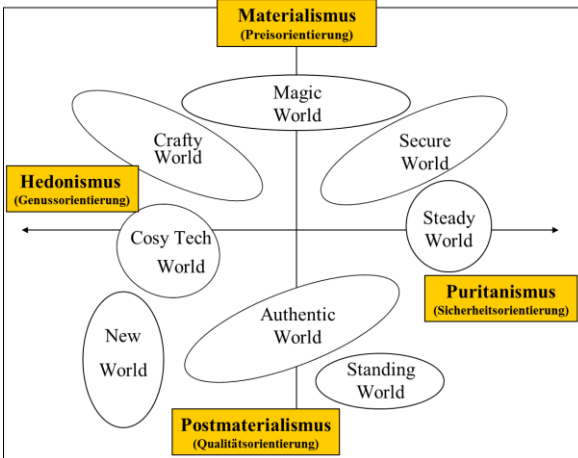 Materialismus
(Preisorientierung)
Magic
World
Crafty
World
Secure
World
Hedonismus
(Genussorientierung)
Steady
World
Cosy Tech
World
Puritanismus
(Sicherheitsorientierung)
Authentic
World
New
World
Standing
World
Postmaterialismus
(Qualitätsorientierung)